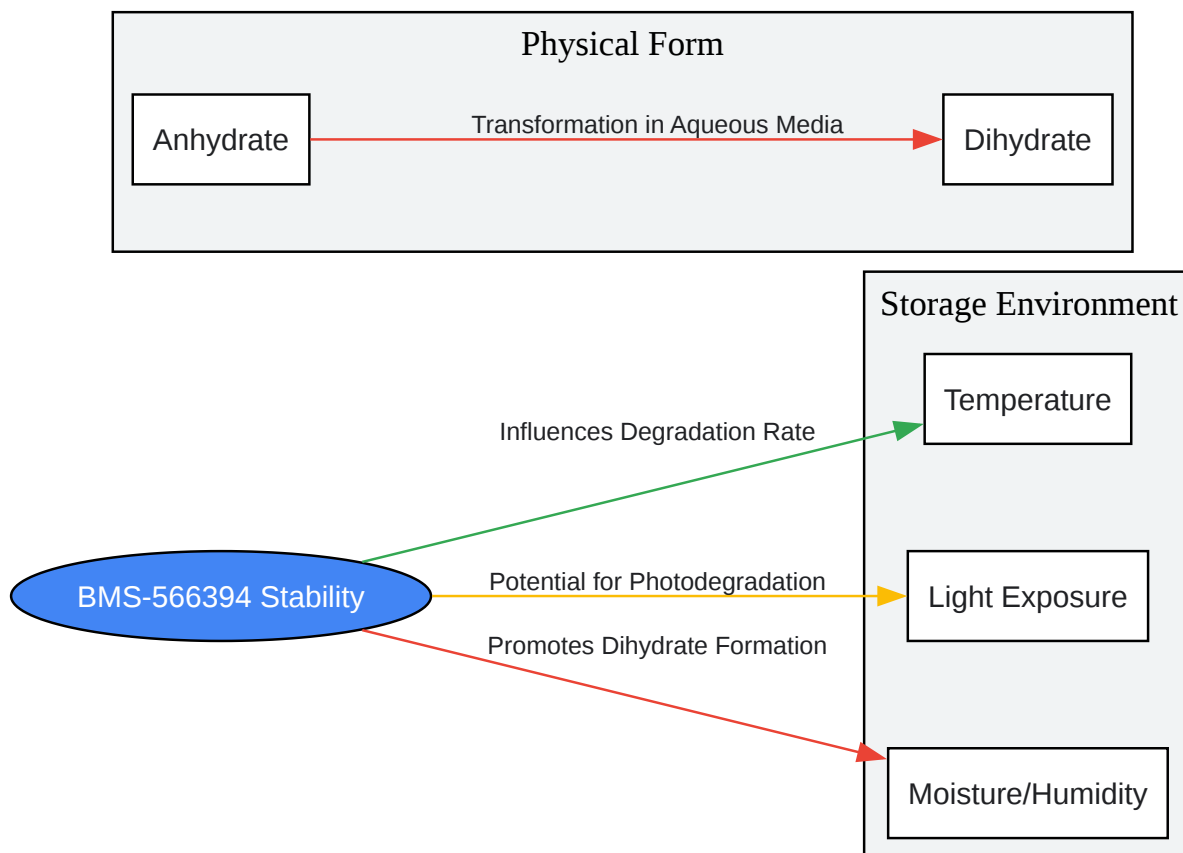 Physical Form
Anhydrate
Transformation in Aqueous Media
Dihydrate
Storage Environment
Temperature
Influences Degradation Rate
BMS-566394 Stability
Potential for Photodegradation
Light Exposure
Promotes Dihydrate Formation
Moisture/Humidity